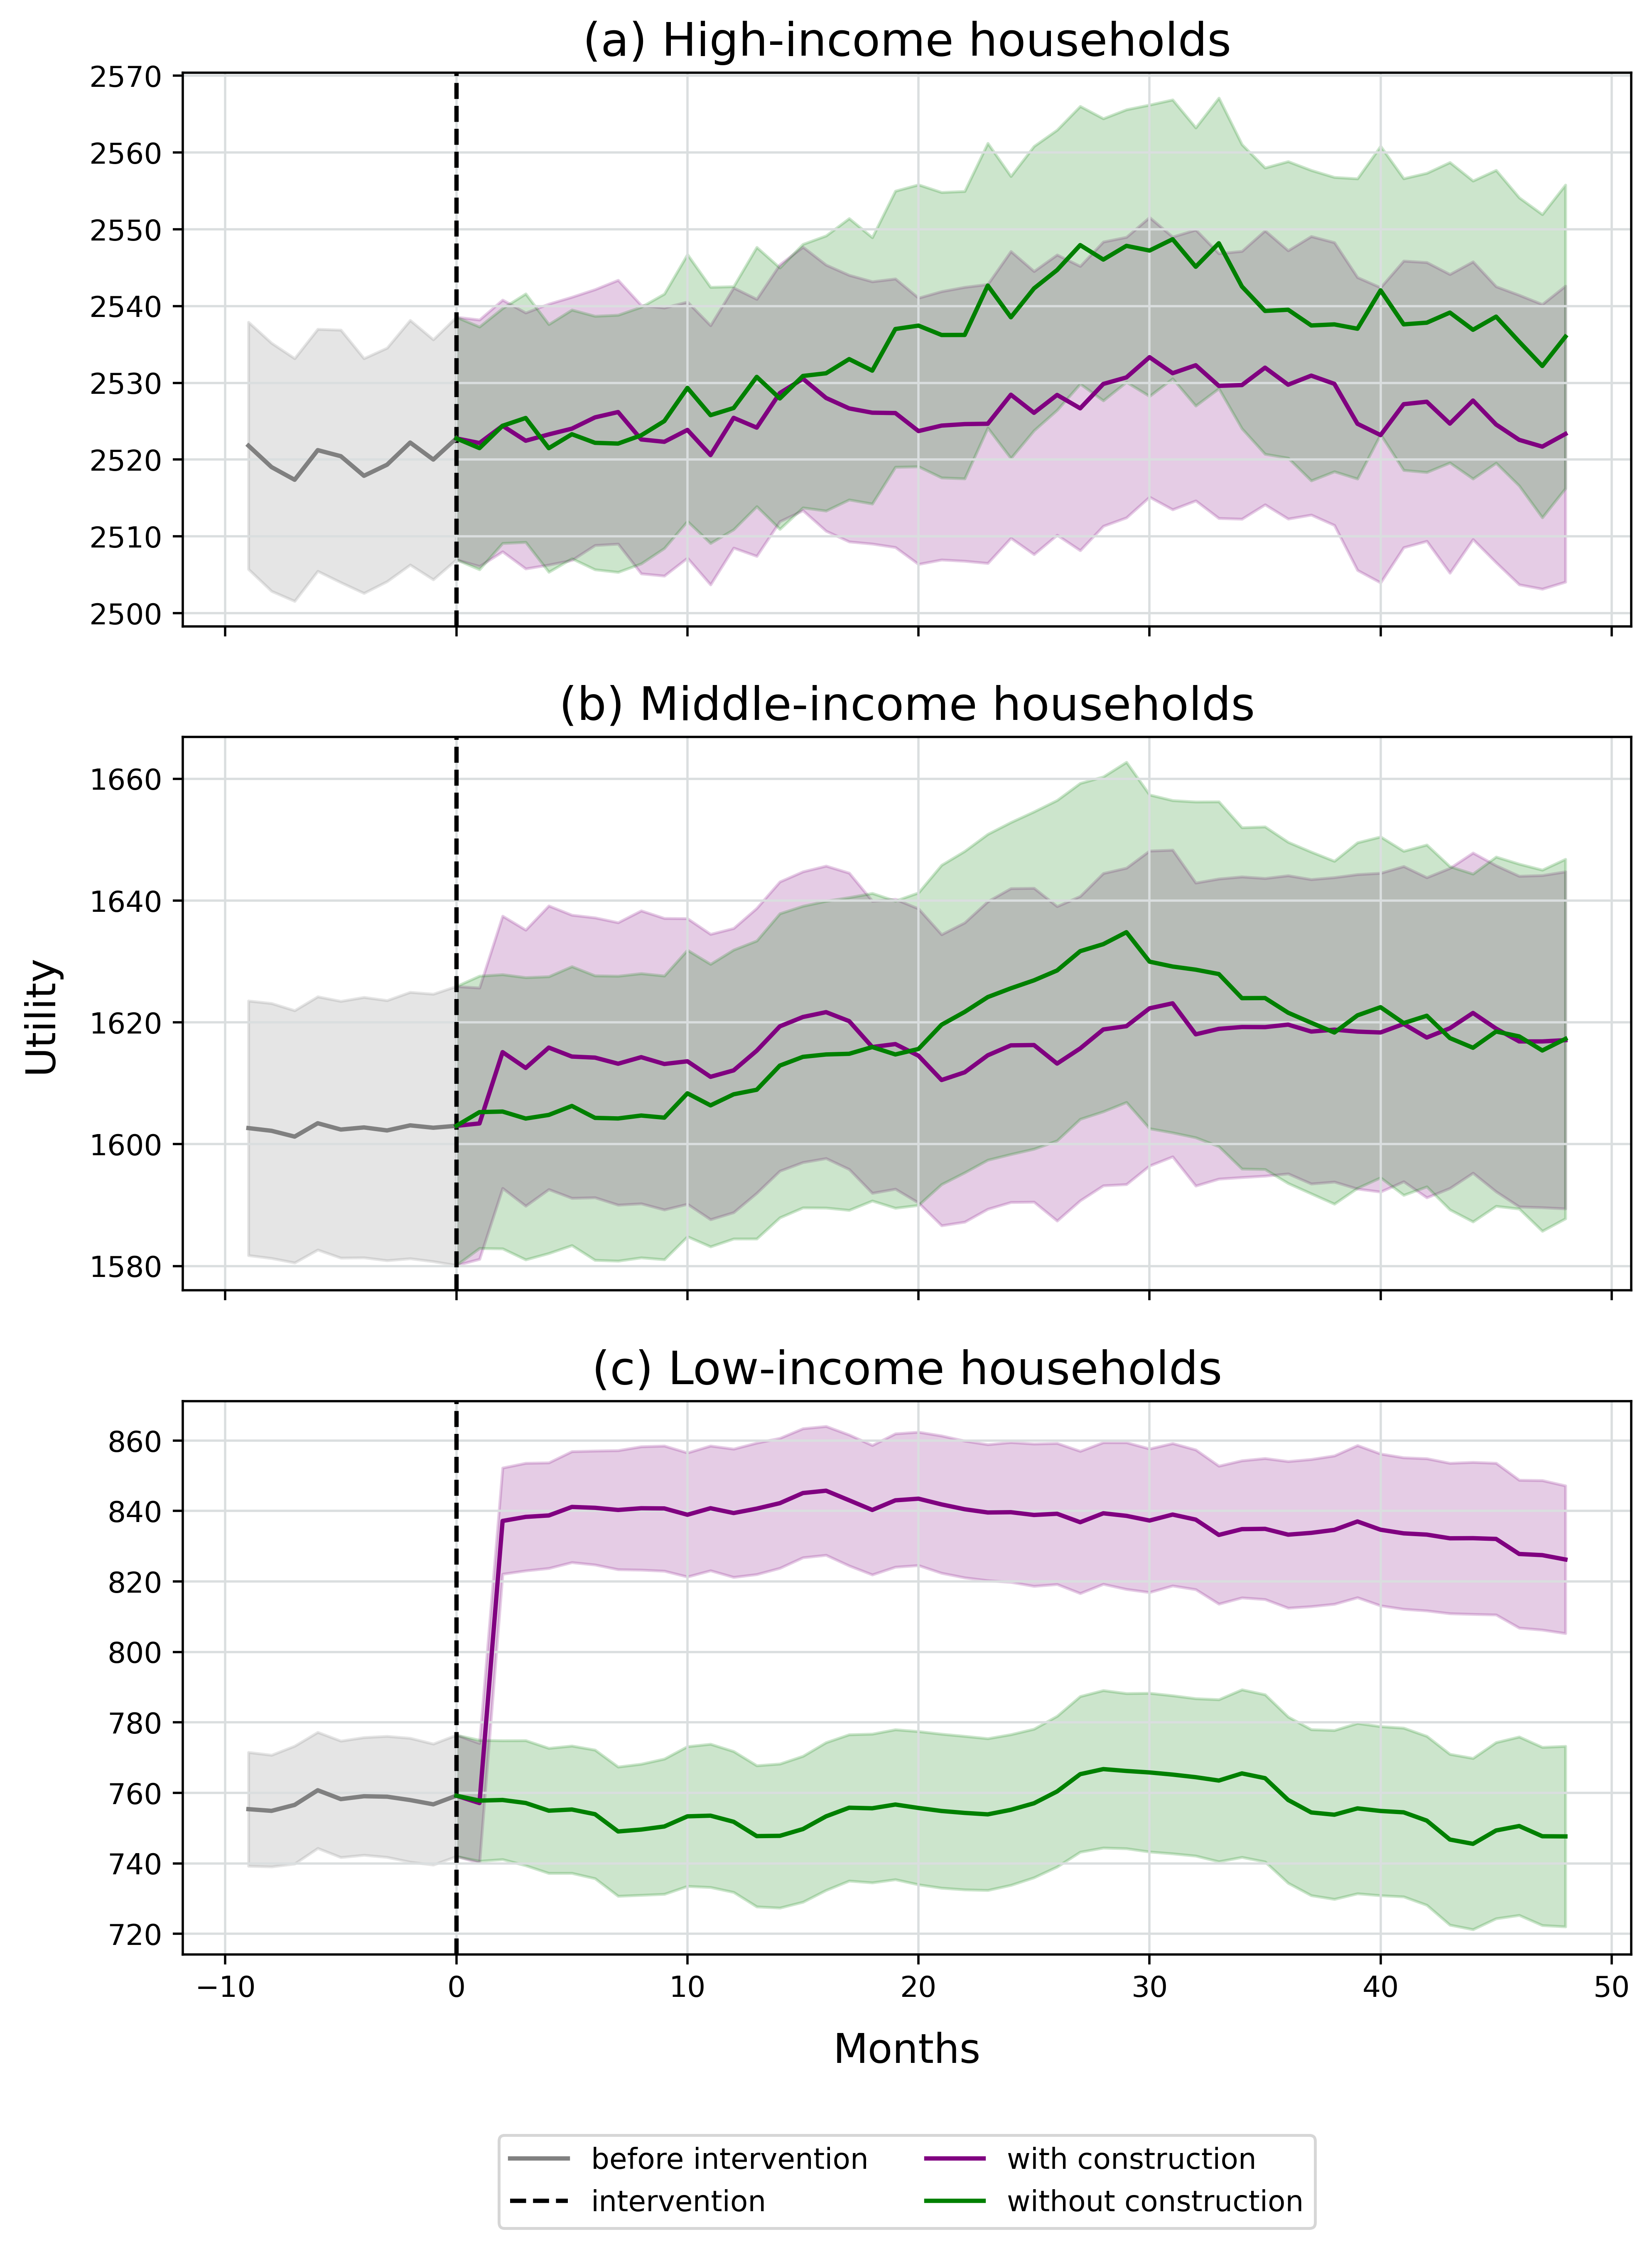 (a) High-income households
2570
2560
2550
2540
2530
2520
2510
2500
(b) Middle-income households
1660
1640
1620
1600
1580
Utility
(c) Low-income households
860
840
820
800
780
760
740
720
−10 0 10 20 30 40 50
Months
before intervention with construction
intervention without construction